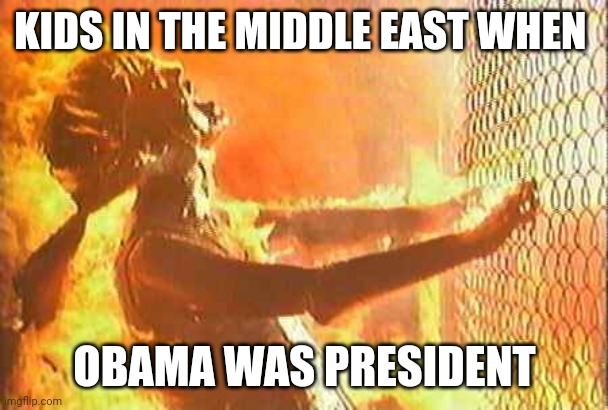 KIDS IN THE MIDDLE EAST WHEN
OBAMA WAS PRESIDENT
imgflip.com